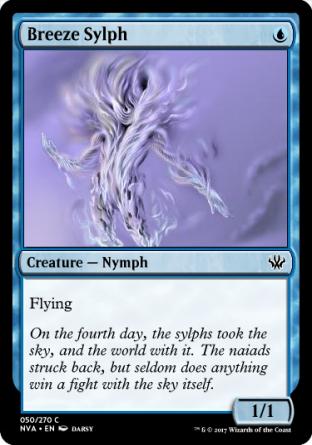 Breeze Sylph
Creature — Nymph
Flying
On the fourth day, the sylphs took the
sky, and the world with it. The naiads
struck back, but seldom does anything
win a fight with the sky itself.
1/1
050/270 C
NVA • EN DARSY
™ & © 2017 Wizards of the Coast